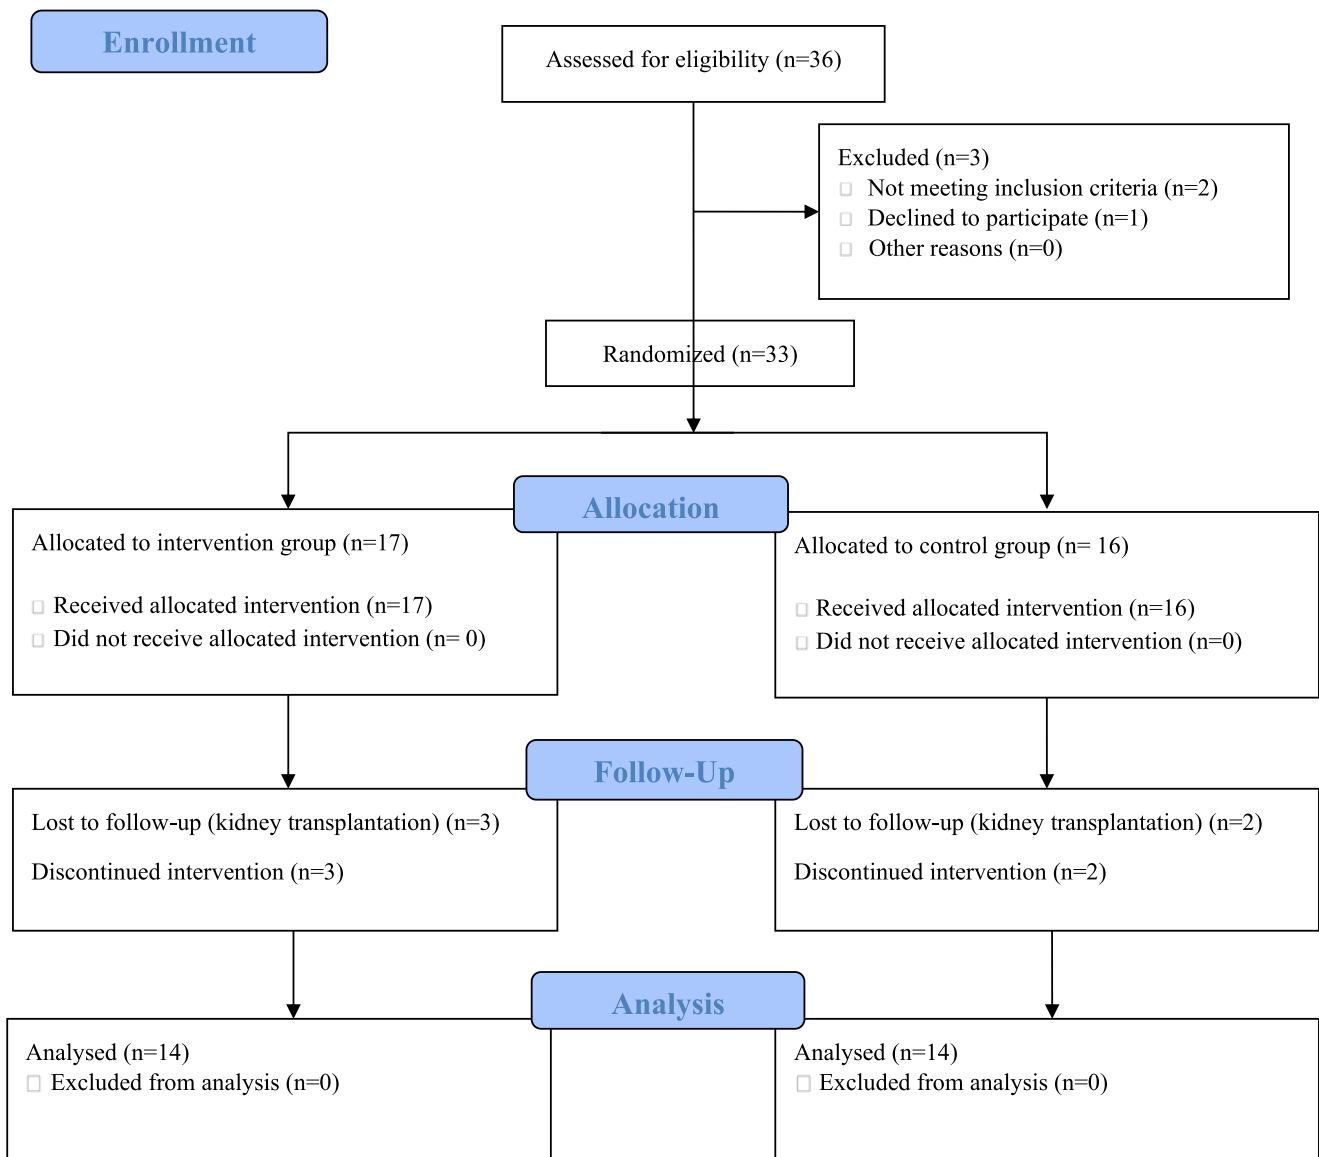 Enrollment
Assessed for eligibility (n=36)
Excluded (n=3)
Not meeting inclusion criteria (n=2)
Declined to participate (n=1)
Other reasons (n=0)
Randomized (n=33)
Allocation
Allocated to intervention group (n=17)
Received allocated intervention (n=17)
Did not receive allocated intervention (n= 0)
Allocated to control group (n= 16)
Received allocated intervention (n=16)
Did not receive allocated intervention (n=0)
Follow-Up
Lost to follow-up (kidney transplantation) (n=3)
Discontinued intervention (n=3)
Lost to follow-up (kidney transplantation) (n=2)
Discontinued intervention (n=2)
Analysis
Analysed (n=14)
Excluded from analysis (n=0)
Analysed (n=14)
Excluded from analysis (n=0)